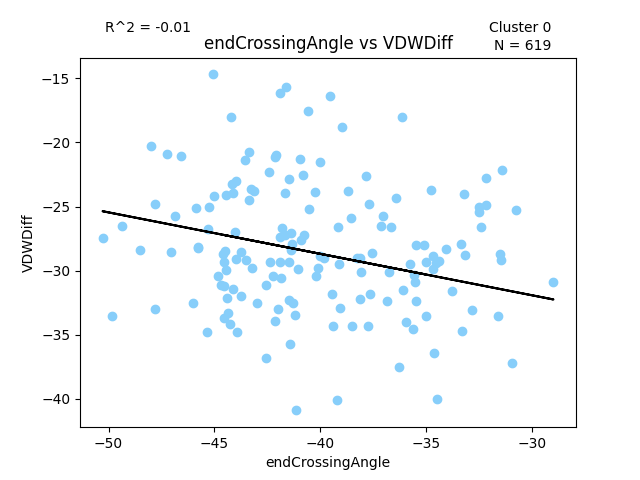 R^2 = -0.01
Cluster 0
endCrossingAngle vs VDWDiff
N = 619
−15
−20
−25
−30
−35
−40
VDWDiff
−50
−45
−40
−35
−30
endCrossingAngle